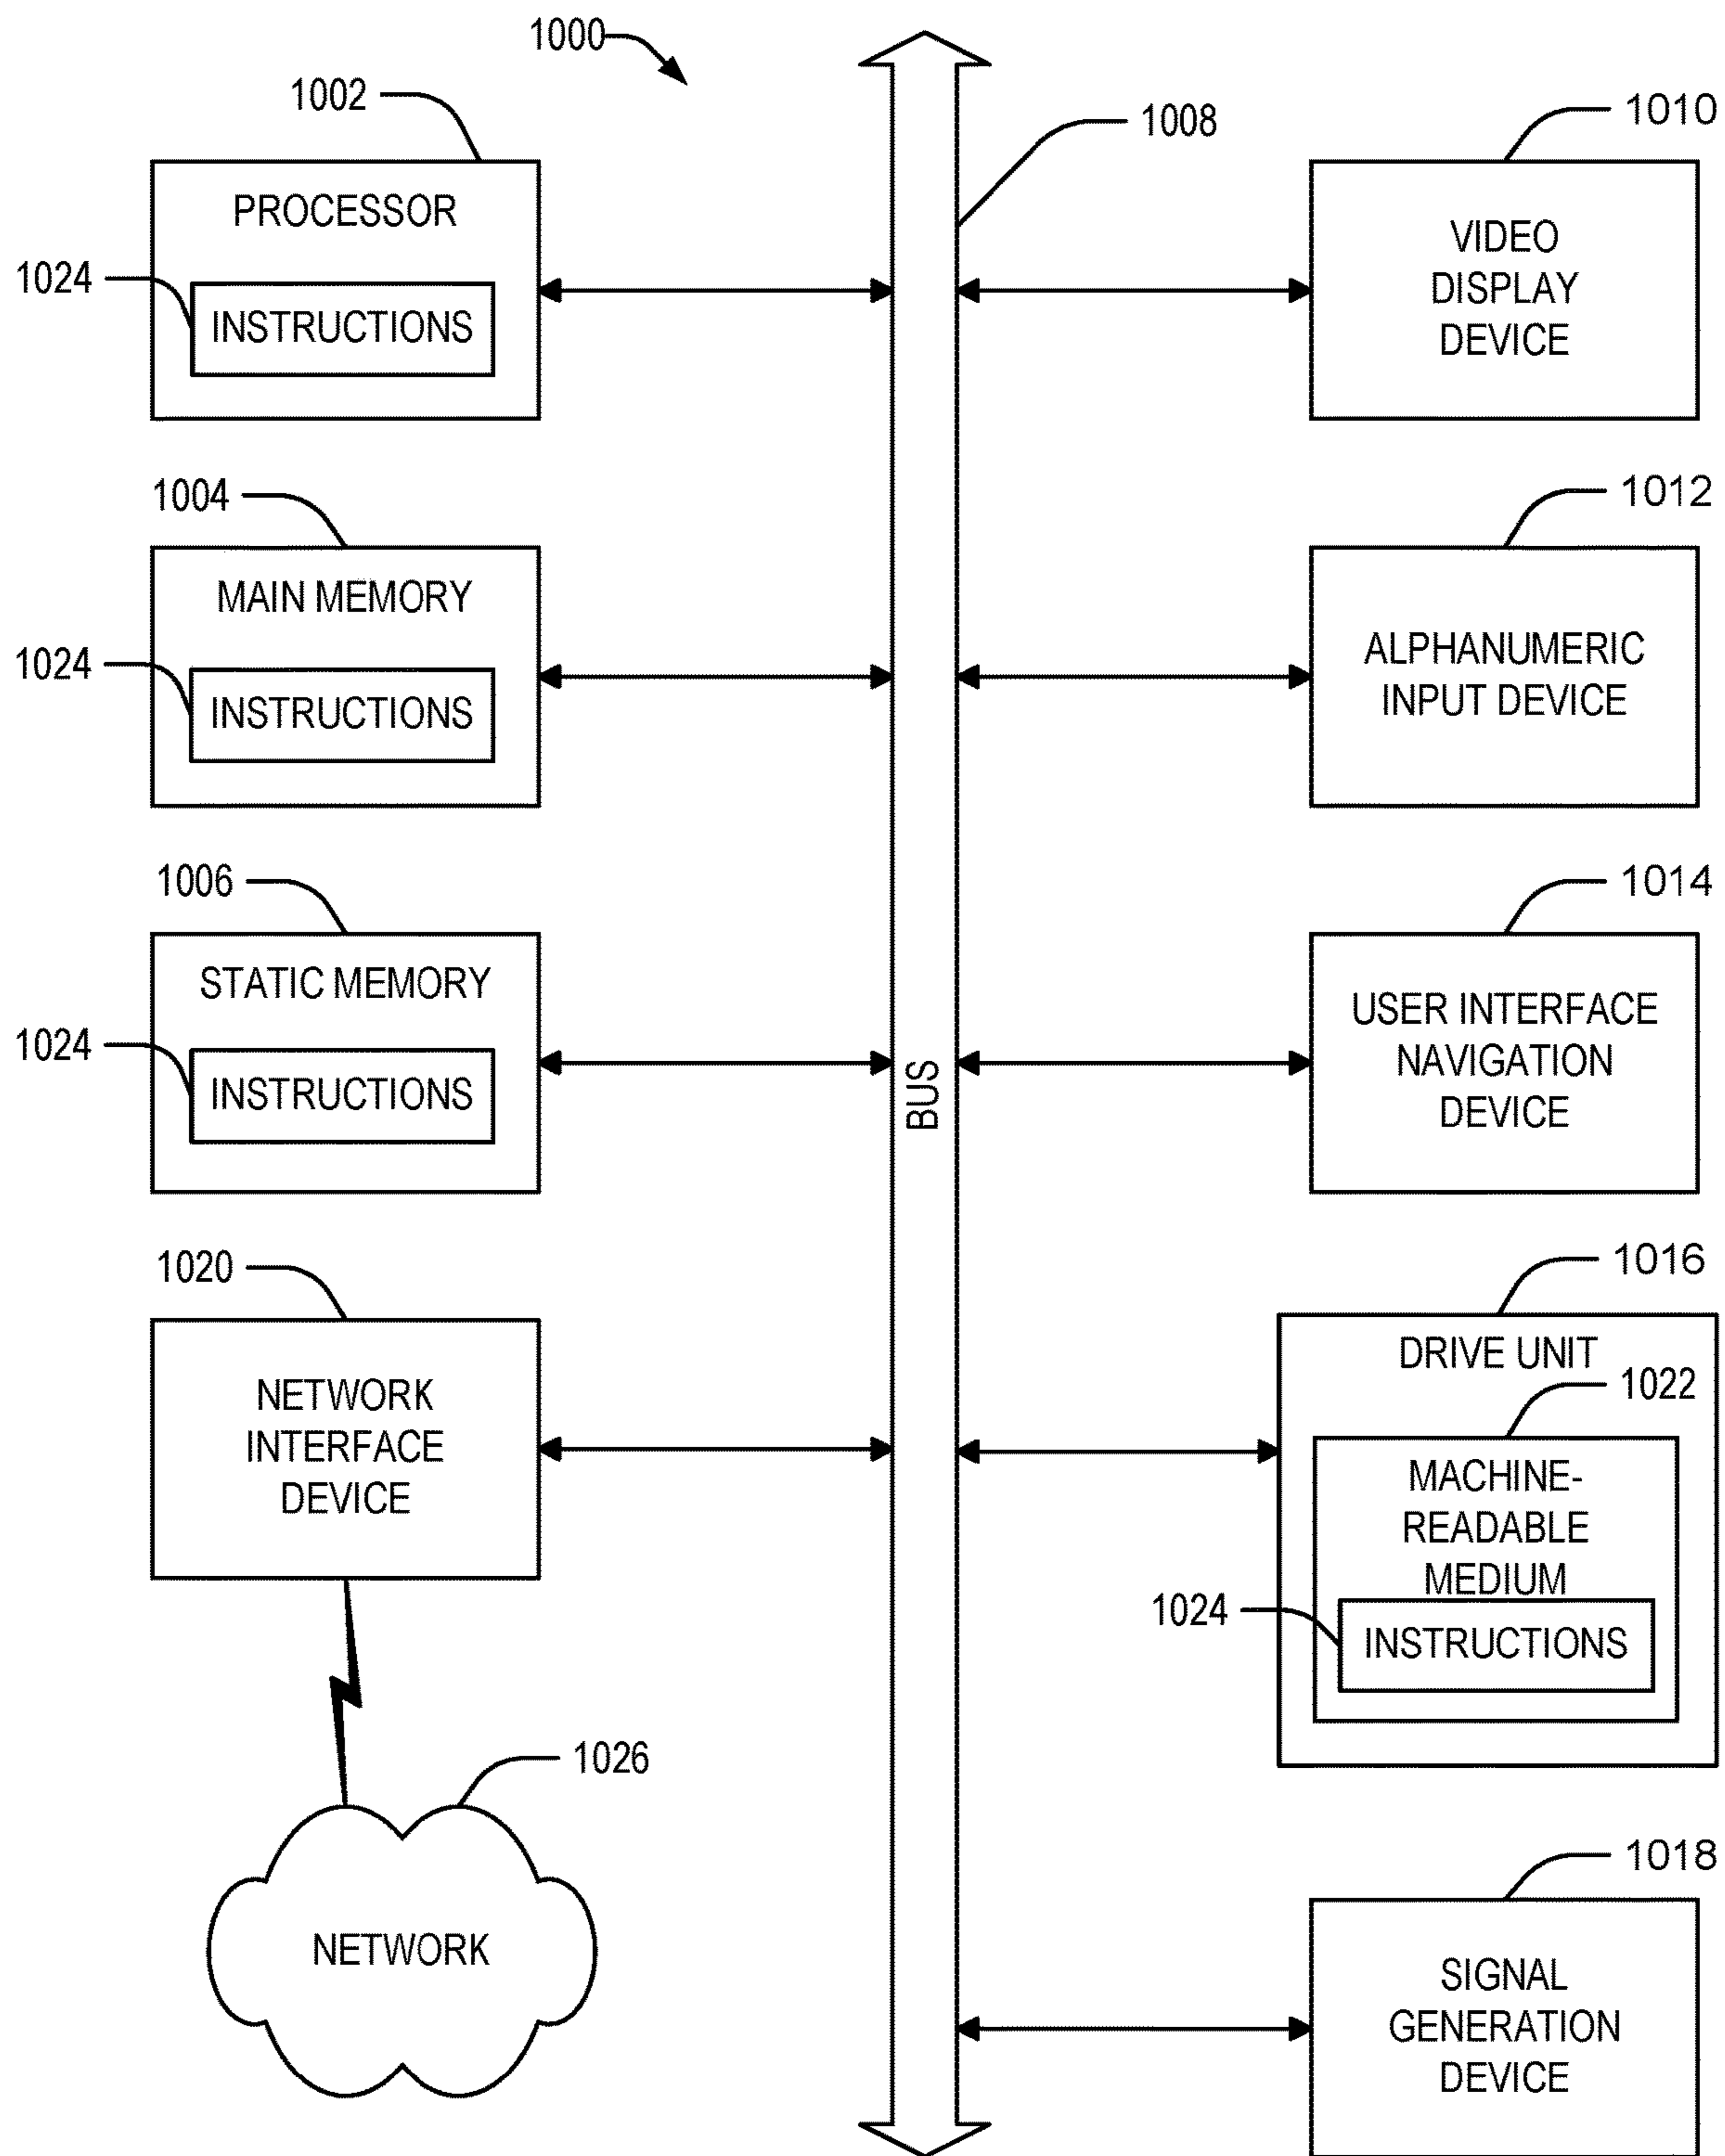 1000
1002
PROCESSOR
1024
INSTRUCTIONS
1004
MAIN MEMORY
1024
INSTRUCTIONS
1006
STATIC MEMORY
1024
INSTRUCTIONS
1020
NETWORK
INTERFACE
DEVICE
1026
NETWORK
1008
BUS
1010
VIDEO
DISPLAY
DEVICE
1012
ALPHANUMERIC
INPUT DEVICE
1014
USER INTERFACE
NAVIGATION
DEVICE
1016
DRIVE UNIT
1022
MACHINE-
READABLE
MEDIUM
1024
INSTRUCTIONS
1018
SIGNAL
GENERATION
DEVICE